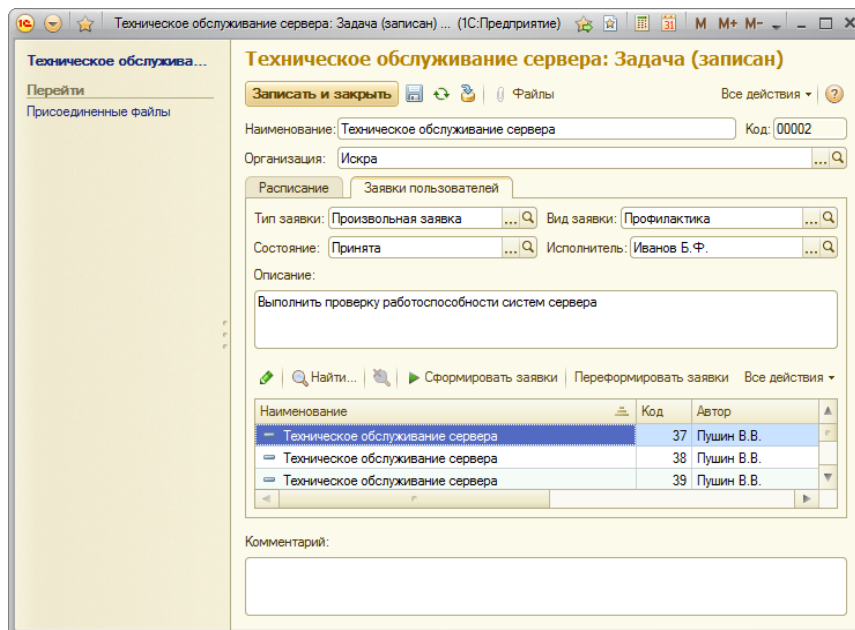 Техническое обслуживание сервера: Задача (записан) ... (1С:Предприятие)
31 M M+ M-
Техническое обслужива...
Перейти
Присоединенные файлы
Техническое обслуживание сервера: Задача (записан)
Записать и закрыть Файлы Все действия
Наименование: Техническое обслуживание сервера Код: 00002
Организация: Искра ...
Расписание Заявки пользователей
Тип заявки: Произвольная заявка ... Вид заявки: Профилактика ...
Состояние: Принята ... Исполнитель: Иванов Б.Ф. ...
Описание:
Выполнить проверку работоспособности систем сервера
Найти... Сформировать заявки Переформировать заявки Все действия
Наименование Код Автор
Техническое обслуживание сервера 37 Пушин В.В.
Техническое обслуживание сервера 38 Пушин В.В.
Техническое обслуживание сервера 39 Пушин В.В.
Комментарий: